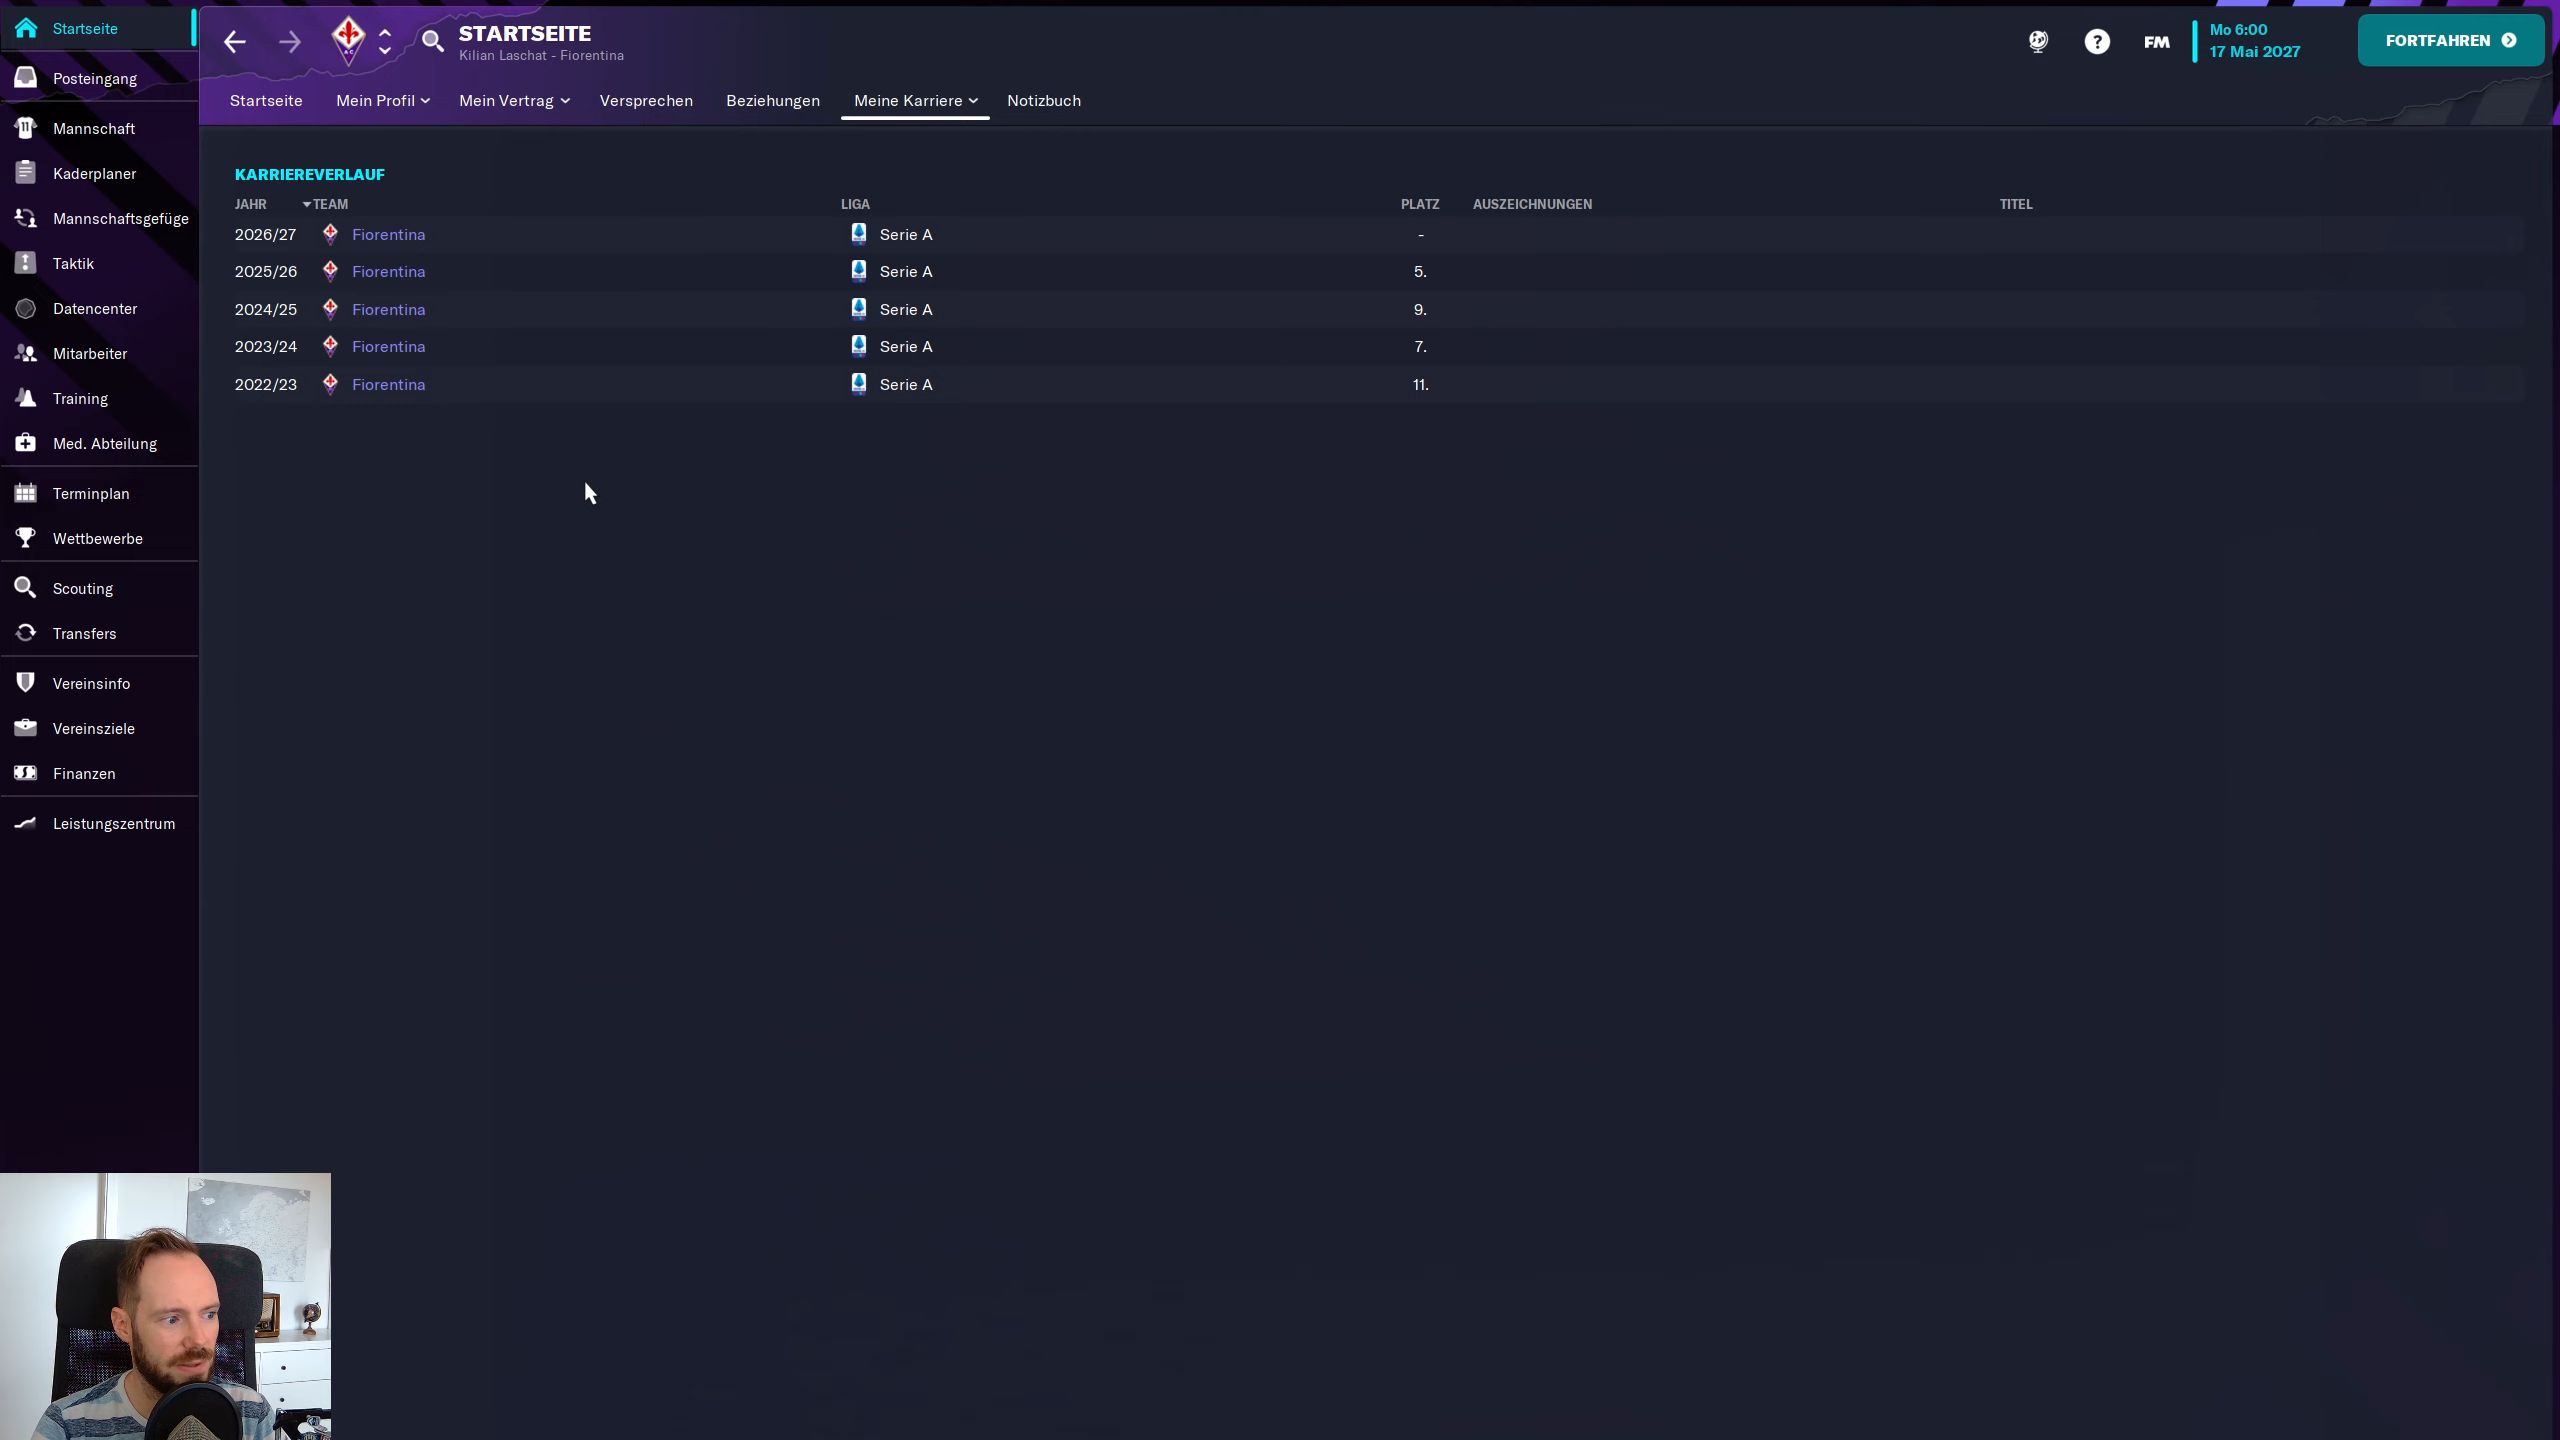 Startseite
Posteingang
Mannschaft
Kaderplaner
Mannschaftsgefüge
Taktik
Datencenter
Mitarbeiter
Training
Med. Abteilung
Terminplan
Wettbewerbe
Scouting
Transfers
Vereinsinfo
Vereinsziele
Finanzen
Leistungszentrum
STARTSEITE
Kilian Laschat - Fiorentina
FM
Mo 6:00
17 Mai 2027
FORTFAHREN
Startseite Mein Profil Mein Vertrag Versprechen Beziehungen Meine Karriere Notizbuch
KARRIEREVERLAUF
JAHR TEAM LIGA PLATZ AUSZEICHNUNGEN TITEL
2026/27 Fiorentina Serie A -
2025/26 Fiorentina Serie A 5.
2024/25 Fiorentina Serie A 9.
2023/24 Fiorentina Serie A 7.
2022/23 Fiorentina Serie A 11.